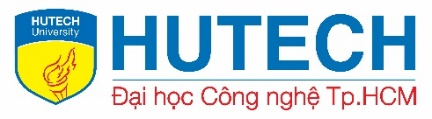 HUTECH
University
HUTECH
Đại học Công nghệ Tp.HCM